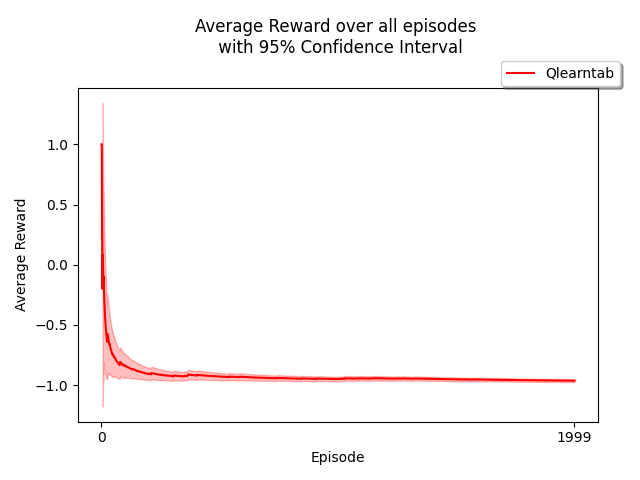 Average Reward over all episodes
with 95% Confidence Interval
Qlearntab
Average Reward
1.0
0.5
0.0
−0.5
−1.0
0
1999
Episode